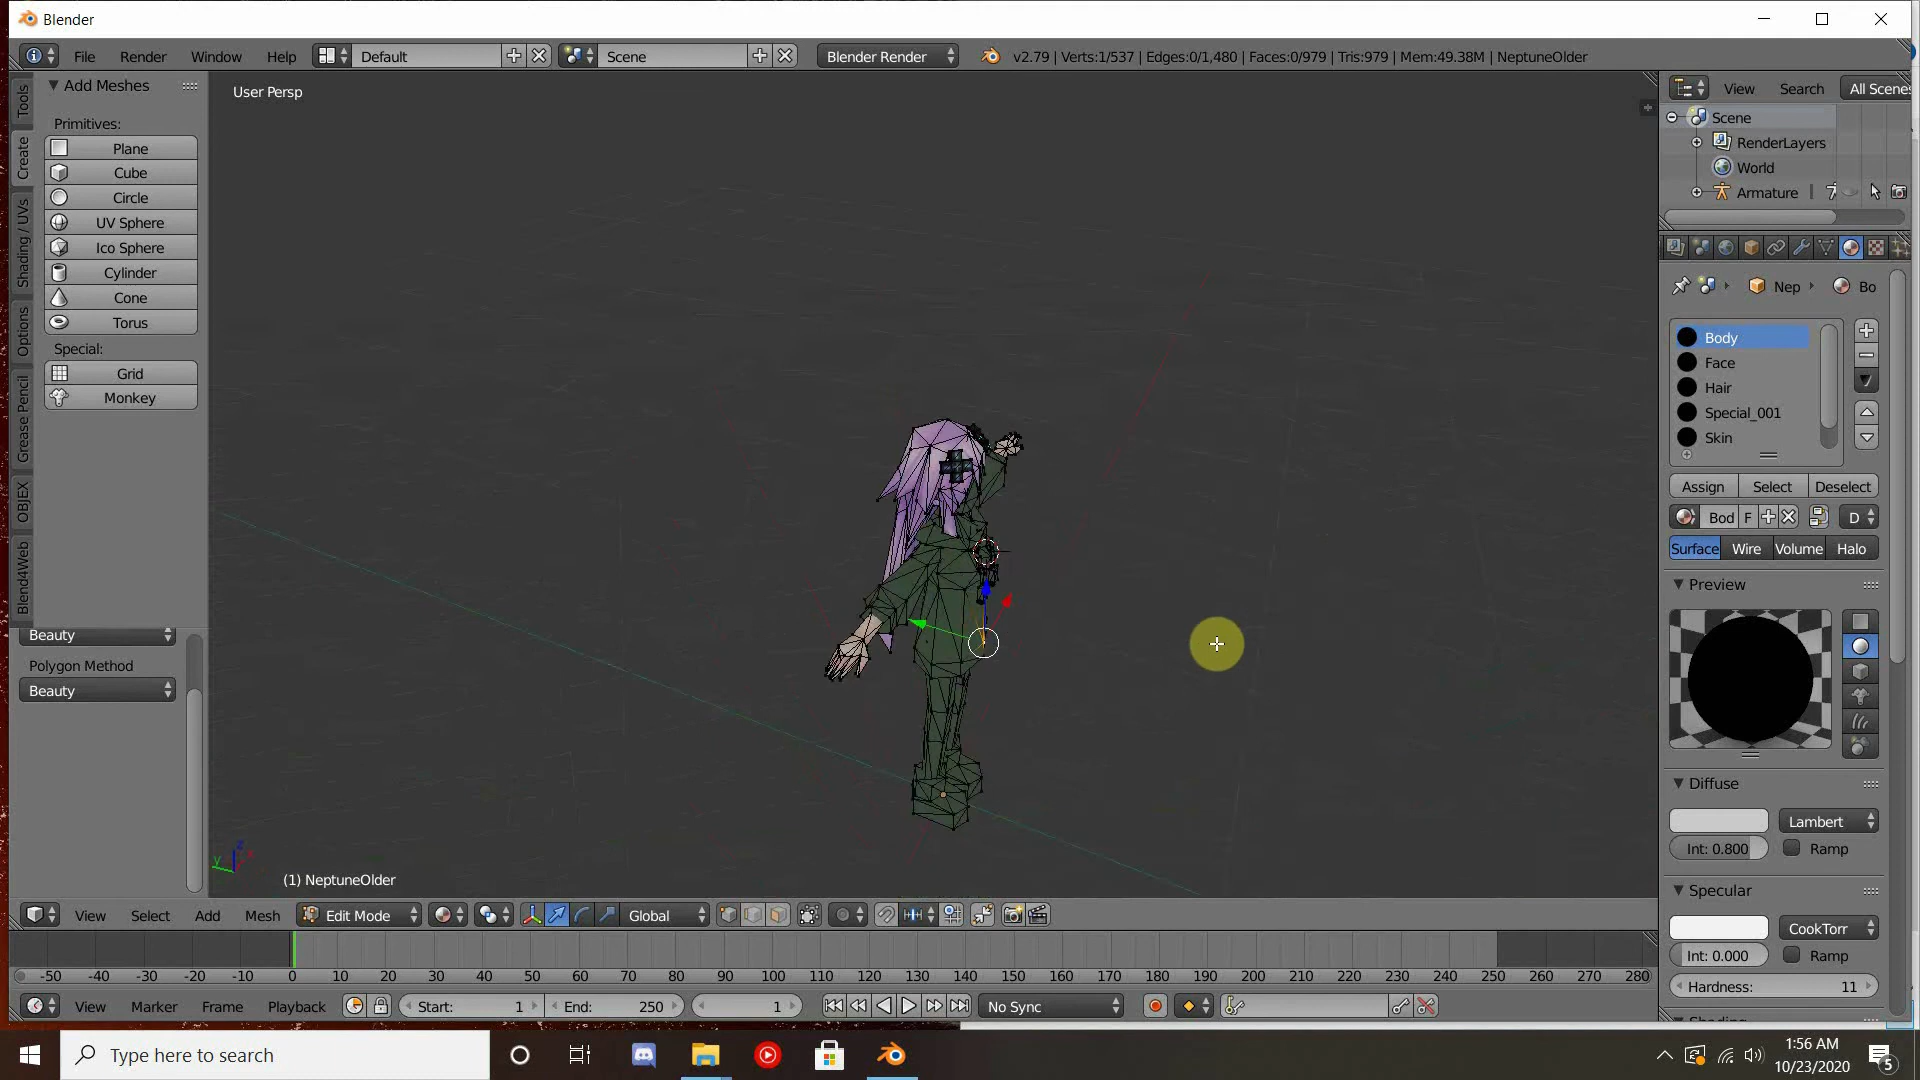 Blender
File Render Window Help Default Scene Blender Render v2.79 | Verts:1/537 | Edges:0/1,480 | Faces:0/979 | Tris:979 | Mem:49.38M | NeptuneOlder
Add Meshes
User Persp
View Search All Scenes
Primitives:
Scene
Plane
RenderLayers
Cube
World
Circle
Armature
UV Sphere
Ico Sphere
Cylinder
Cone
Torus
Nep Bo
Special:
Body
Grid
Face
Monkey
Hair
Special_001
Skin
Tools
Create
Shading / UVs
Options
Grease Pencil
OBJEX
Blend4Web
Assign Select Deselect
Bod F D
Surface Wire Volume Halo
Preview
Beauty
Polygon Method
Beauty
Diffuse
Lambert
Int: 0.800 Ramp
Specular
CookTorr
Int: 0.000 Ramp
Hardness: 11
z
y
x
(1) NeptuneOlder
View Select Add Mesh Edit Mode Global
-50 -40 -30 -20 -10 0 10 20 30 40 50 60 70 80 90 100 110 120 130 140 150 160 170 180 190 200 210 220 230 240 250 260 270 280
View Marker Frame Playback Start: 1 End: 250 1 No Sync
Type here to search
1:56 AM
10/23/2020
5